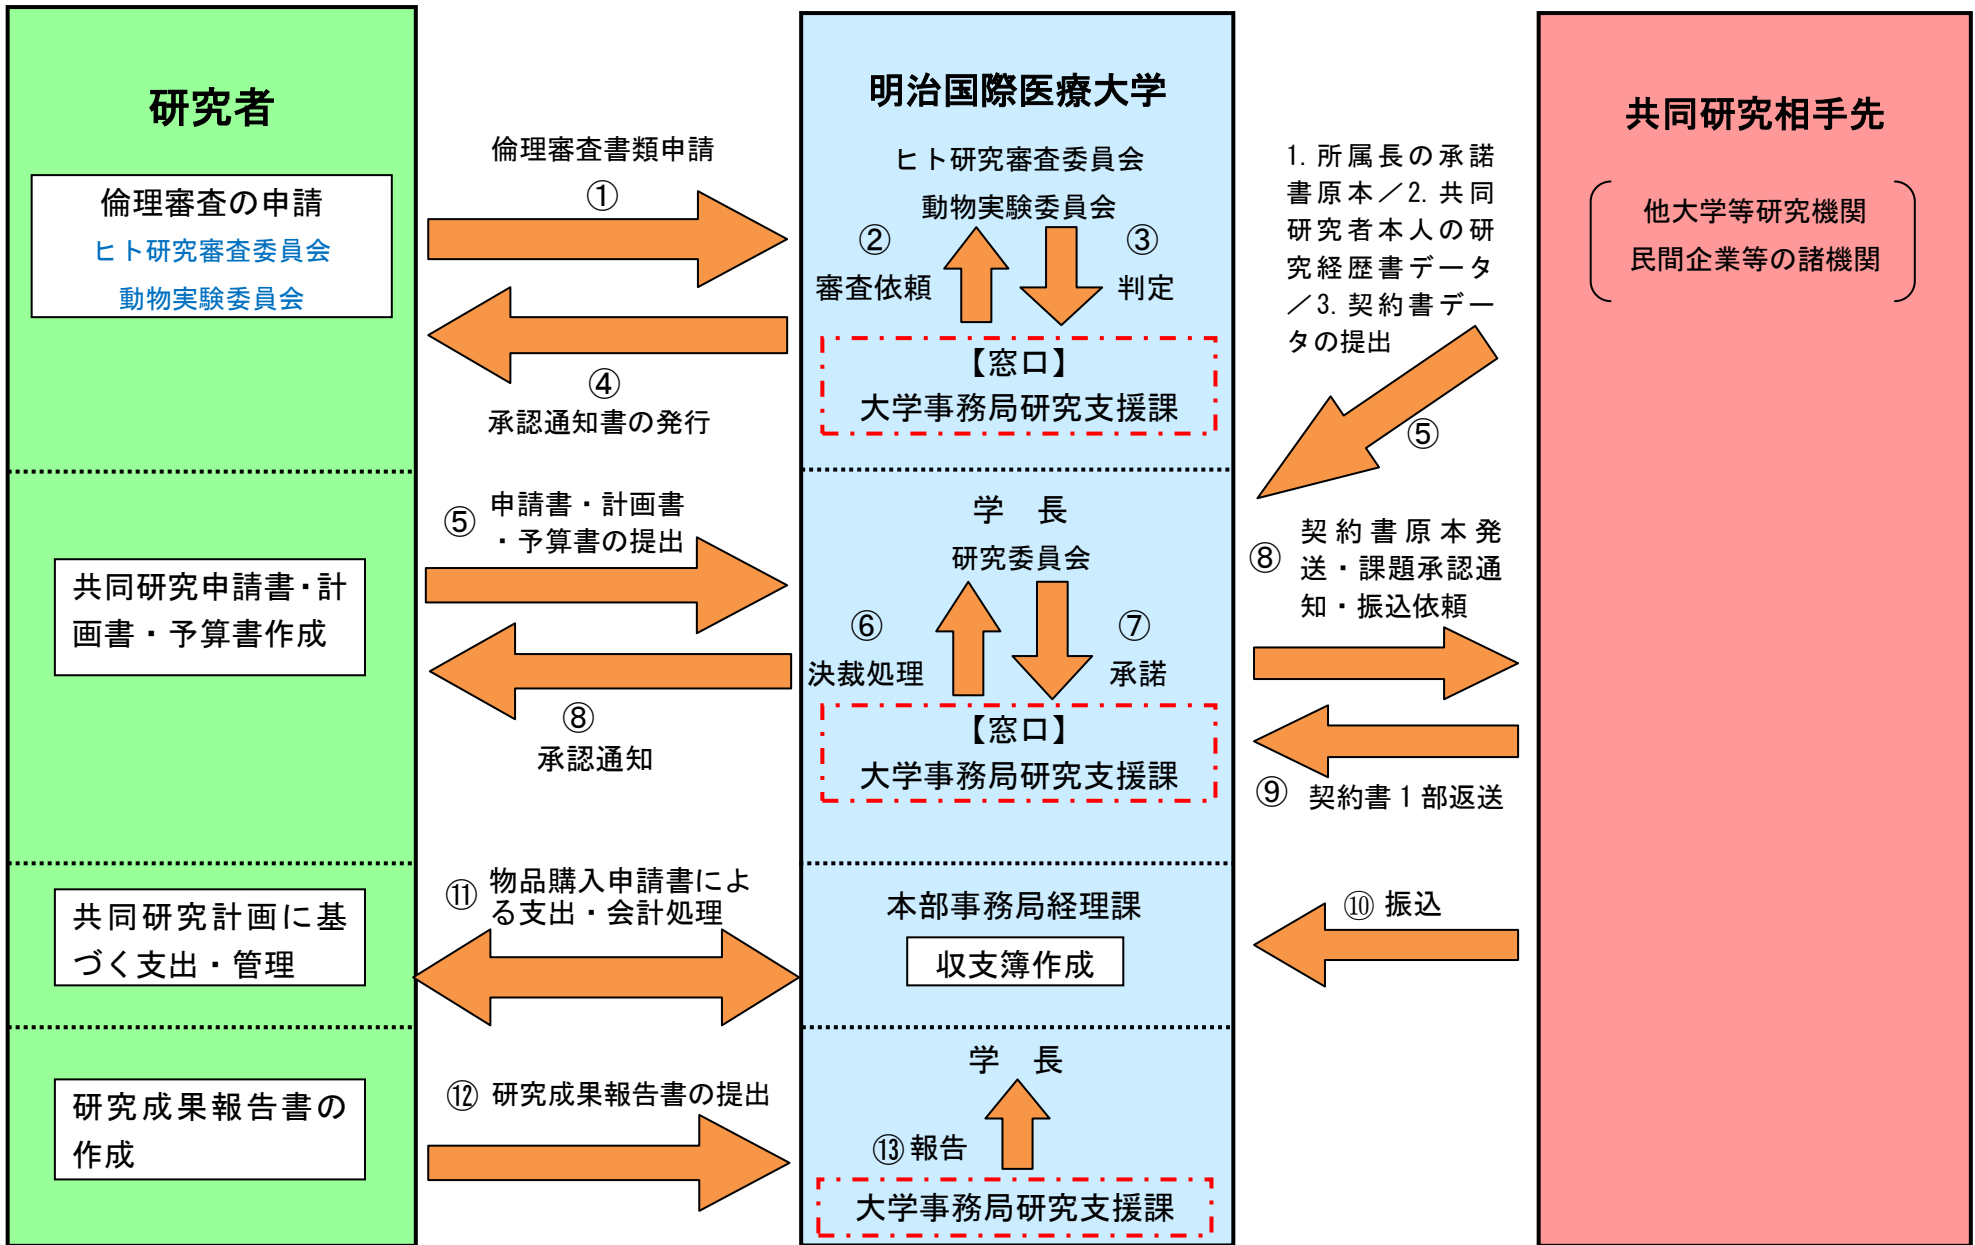 研究者
倫理審査の申請
ヒト研究審査委員会
動物実験委員会
共同研究申請書・計
画書・予算書作成
共同研究計画に基
づく支出・管理
研究成果報告書の
作成
倫理審査書類申請
①
④
承認通知書の発行
⑤
申請書・計画書
・予算書の提出
⑧
承認通知
⑪
物品購入申請書によ
る支出・会計処理
⑫ 研究成果報告書の提出
明治国際医療大学
ヒト研究審査委員会
動物実験委員会
② ③
審査依頼 判定
【窓口】
大学事務局研究支援課
学 長
研究委員会
⑥ ⑦
決裁処理 承諾
【窓口】
大学事務局研究支援課
本部事務局経理課
収支簿作成
学 長
⑬報告
大学事務局研究支援課
1. 所属長の承諾
書原本／2. 共同
研究者本人の研
究経歴書データ
／3. 契約書デー
タの提出
⑤
契約書原本発
⑧ 送・課題承認通
知・振込依頼
⑨ 契約書1部返送
⑩ 振込
共同研究相手先
他大学等研究機関
民間企業等の諸機関